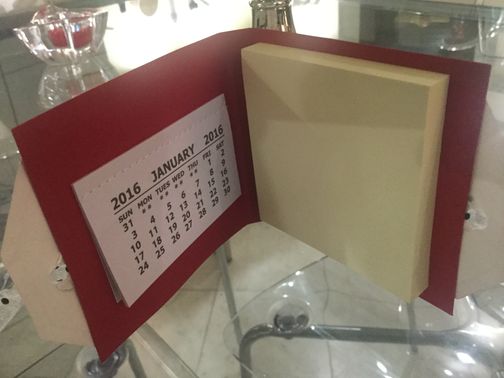 2016 JANUARY 2016
SUN MON TUES WED THU FRI SAT
31 ** ** ** ** 1 2
3 4 5 6 7 8 9
10 11 12 13 14 15 16
17 18 19 20 21 22 23
24 25 26 27 28 29 30